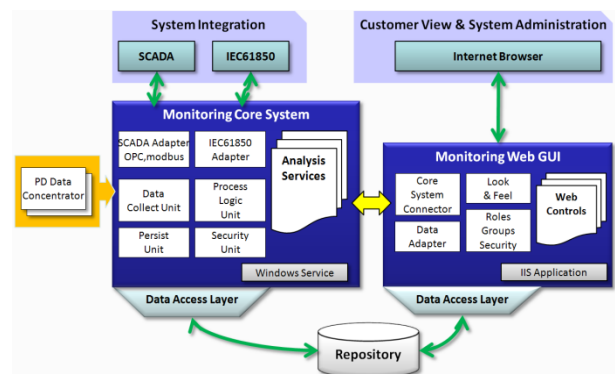 System Integration
SCADA
IEC61850
Customer View & System Administration
Internet Browser
Monitoring Core System
SCADA Adapter
OPC,modbus
IEC61850
Adapter
Analysis
Services
Data
Collect Unit
Process
Logic
Unit
Persist
Unit
Security
Unit
Windows Service
Data Access Layer
PD Data
Concentrator
Monitoring Web GUI
Core
System
Connector
Look
& Feel
Web
Controls
Data
Adapter
Roles
Groups
Security
IIS Application
Data Access Layer
Repository